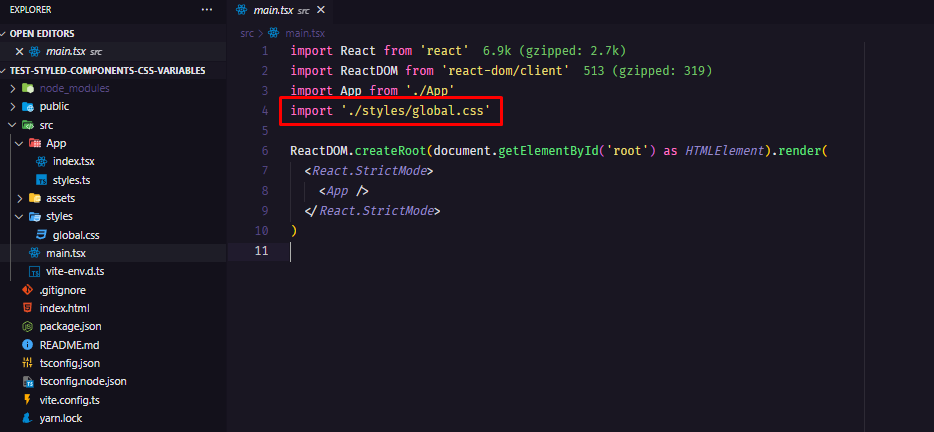 EXPLORER ...
OPEN EDITORS
main.tsx src
TEST-STYLED-COMPONENTS-CSS-VARIABLES
node_modules
public
src
App
index.tsx
styles.ts
assets
styles
global.css
main.tsx
vite-env.d.ts
.gitignore
index.html
package.json
README.md
tsconfig.json
tsconfig.node.json
vite.config.ts
yarn.lock
main.tsx src
src > main.tsx
1 import React from 'react' 6.9k (gzipped: 2.7k)
2 import ReactDOM from 'react-dom/client' 513 (gzipped: 319)
3 import App from './App'
4 import './styles/global.css'
5
6 ReactDOM.createRoot(document.getElementById('root') as HTMLElement).render(
7 <React.StrictMode>
8 <App />
9 </React.StrictMode>
10 )
11